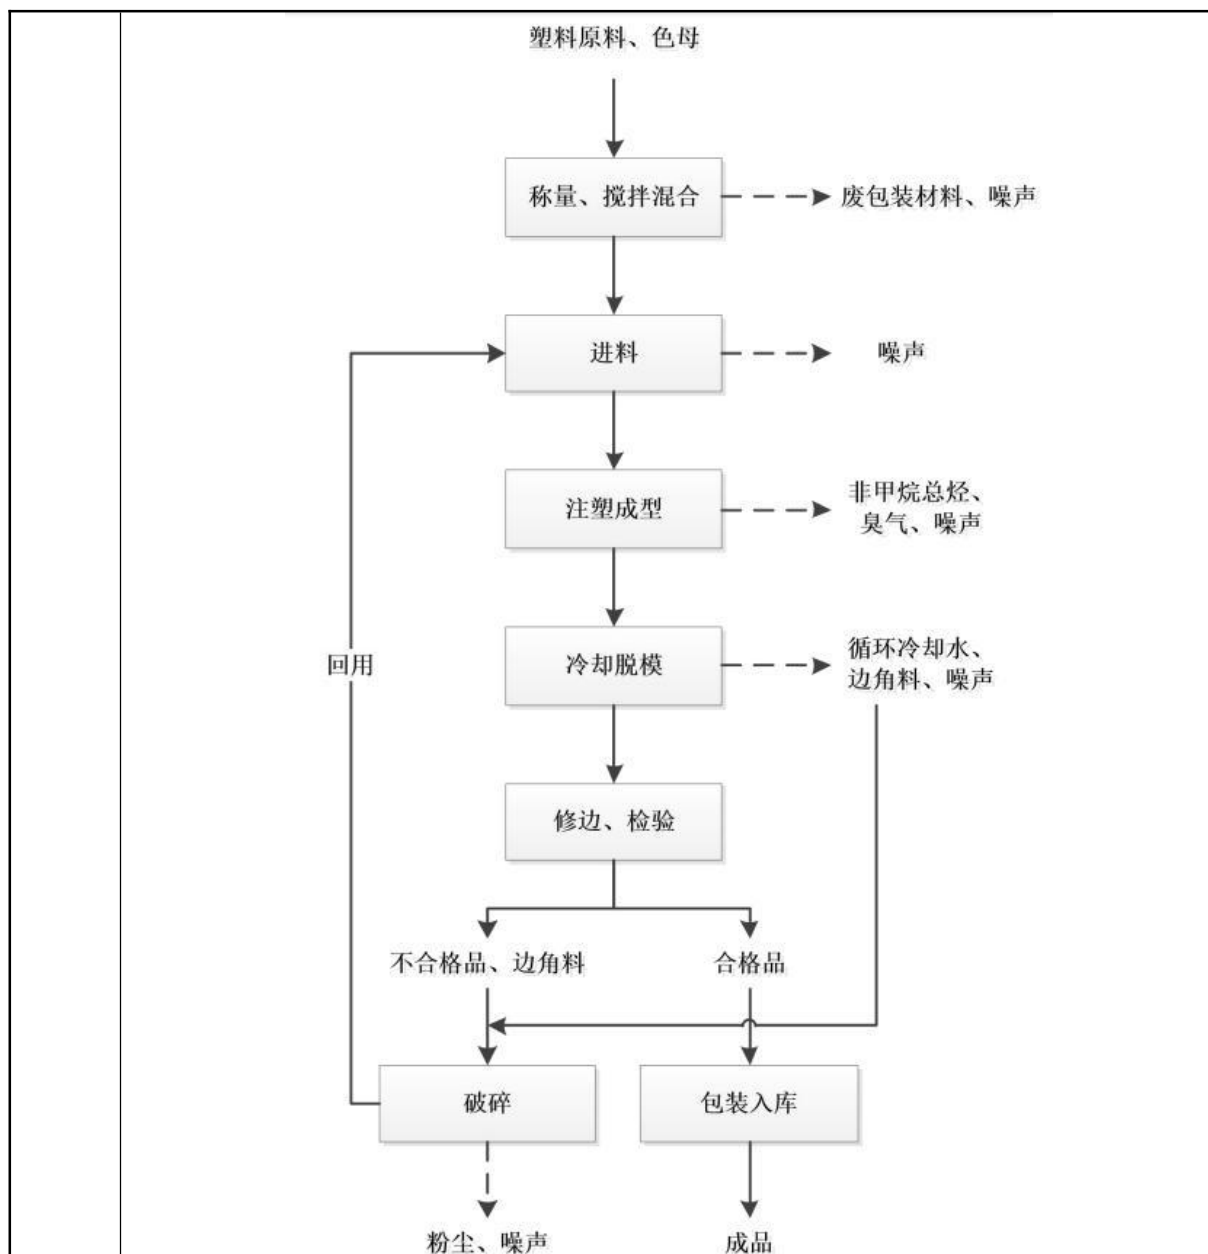 塑料原料、色母
称量、搅拌混合
废包装材料、噪声
进料
噪声
注塑成型
非甲烷总烃、
臭气、噪声
回用
冷却脱模
循环冷却水、
边角料、噪声
修边、检验
不合格品、边角料
合格品
破碎
包装入库
粉尘、噪声
成品